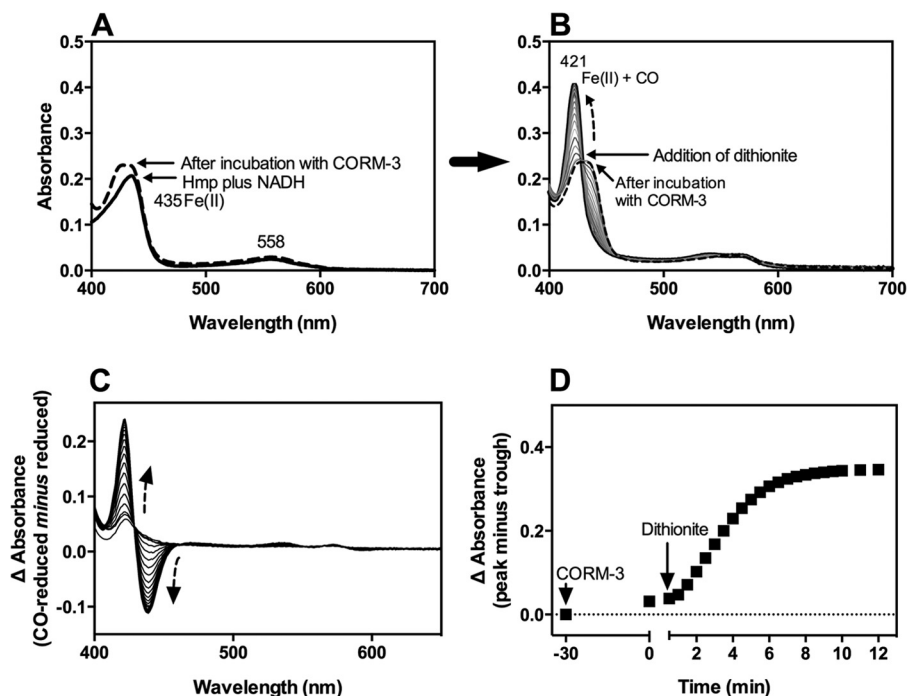 A
0.5
0.4
0.3
0.2
0.1
0.0
Absorbance
After incubation with CORM-3
Hmp plus NADH
435 Fe(II)
558
400 500 600 700
Wavelength (nm)
B
0.5
0.4
0.3
0.2
0.1
0.0
421
Fe(II) + CO
Addition of dithionite
After incubation
with CORM-3
400 500 600 700
Wavelength (nm)
C
Δ Absorbance
(CO-reduced minus reduced)
0.2
0.1
0.0
-0.1
400 500 600
Wavelength (nm)
D
Δ Absorbance
(peak minus trough)
0.4
0.2
0.0
Dithionite
CORM-3
-30 0 2 4 6 8 10 12
Time (min)